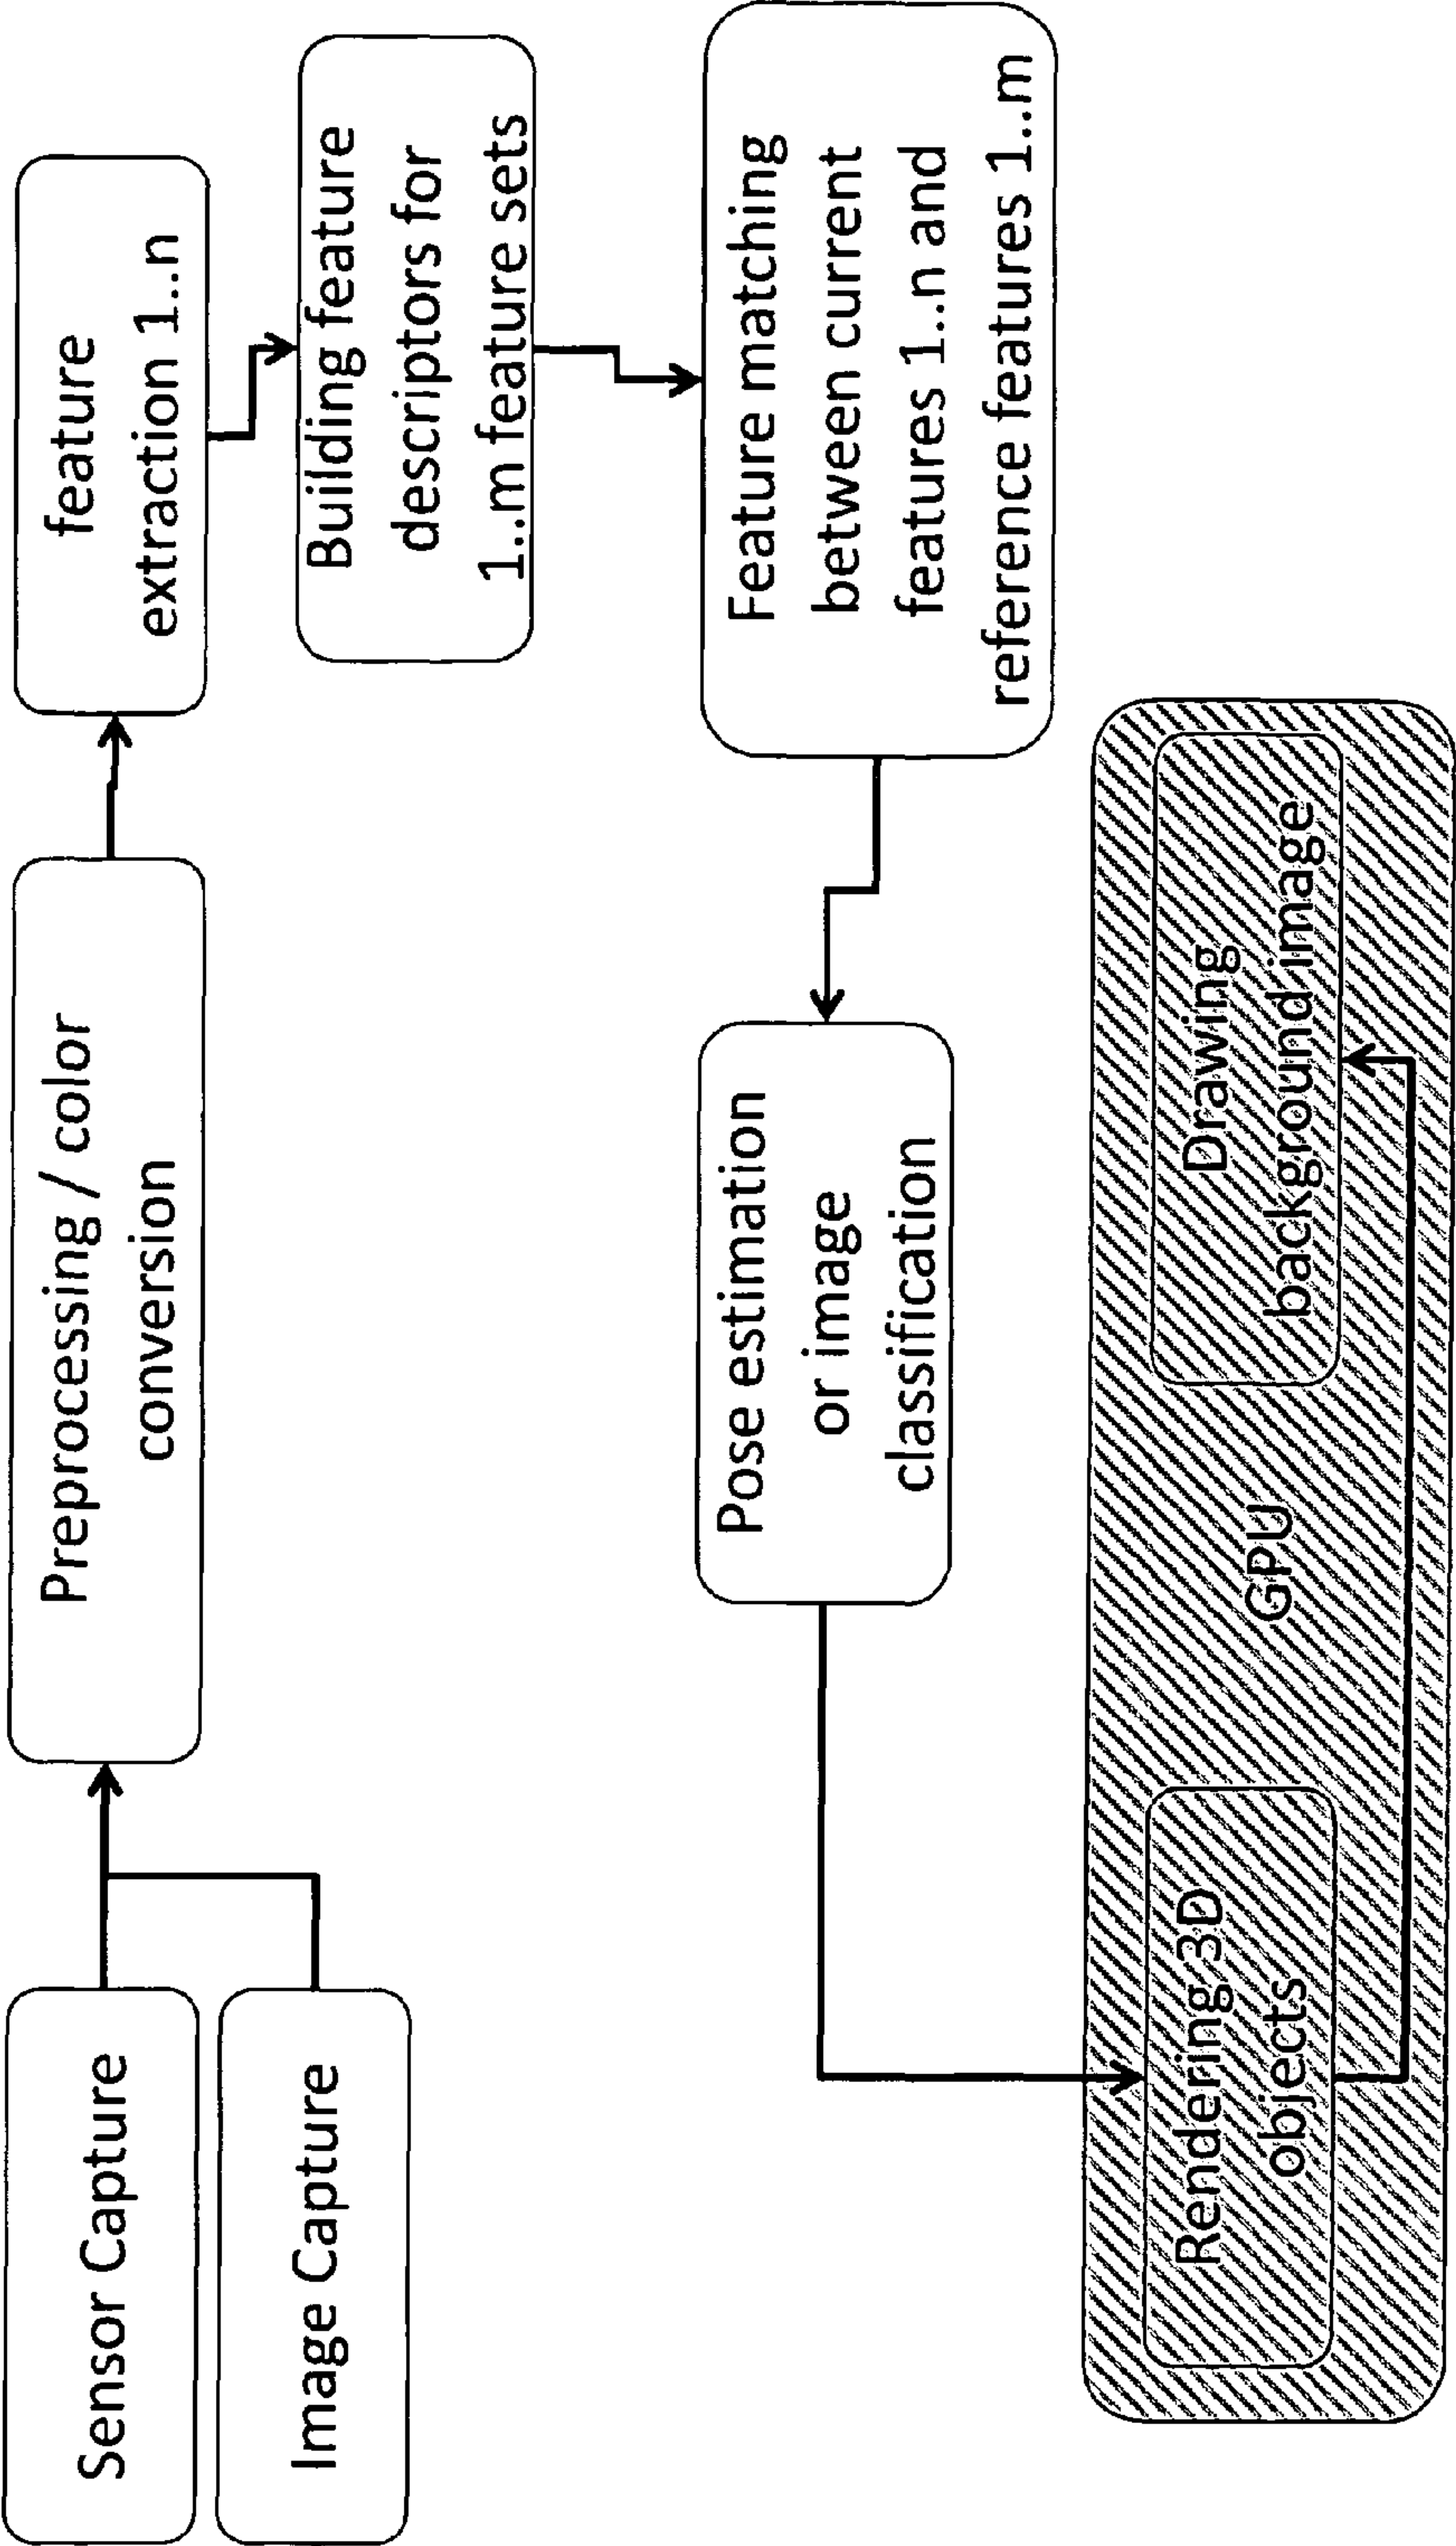 Sensor Capture
Image Capture
Preprocessing / color
conversion
feature
extraction 1..n
Building feature
descriptors for
1..m feature sets
Feature matching
between current
features 1..n and
reference features 1..m
Pose estimation
or image
classification
Rendering 3D
objects
GPU
Drawing
background image